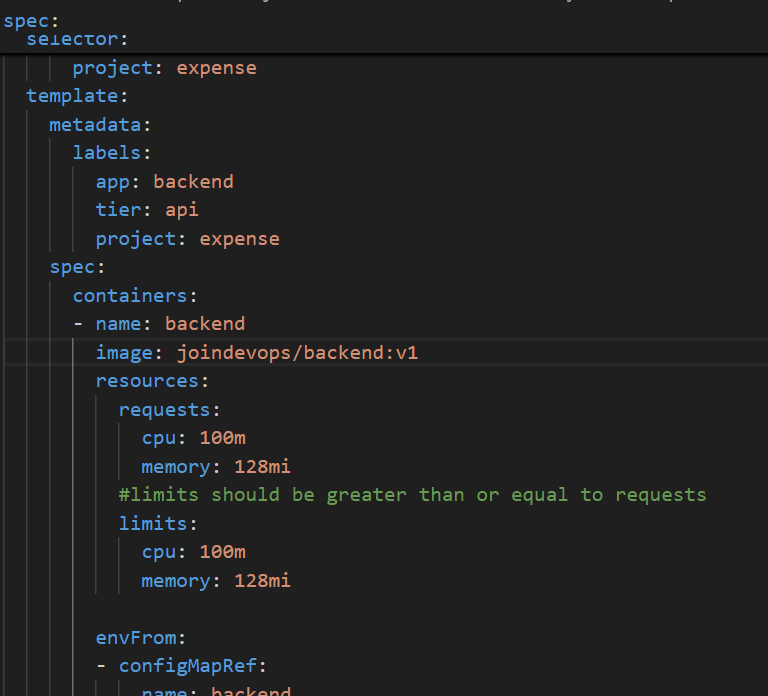 spec:
  selector:
      project: expense
  template:
    metadata:
      labels:
        app: backend
        tier: api
        project: expense
    spec:
      containers:
      - name: backend
        image: joindevops/backend:v1
        resources:
          requests:
            cpu: 100m
            memory: 128mi
          #limits should be greater than or equal to requests
          limits:
            cpu: 100m
            memory: 128mi
        envFrom:
        - configMapRef:
            name: backend